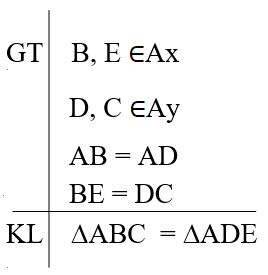 GT B, E ∈Ax
D, C ∈Ay
AB = AD
BE = DC
KL ΔABC = ΔADE